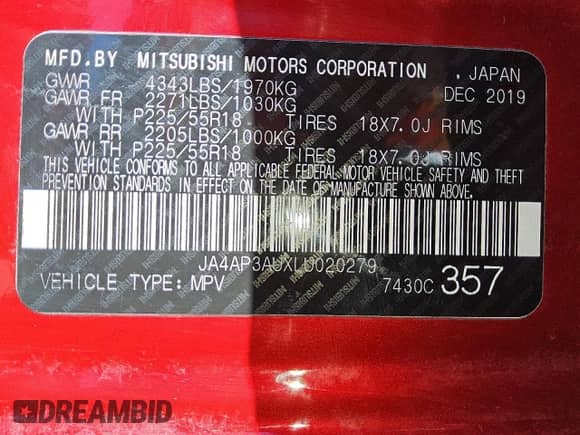 MFD.BY MITSUBISHI MOTORS CORPORATION . JAPAN
GVWR 4343LBS/1970KG DEC 2019
GAWR FR 2271LBS/1030KG
WITH P225/55R18 TIRES 18X7.0J RIMS
GAWR RR 2205LBS/1000KG
WITH P225/55R18 TIRES 18X7.0J RIMS
THIS VEHICLE CONFORMS TO ALL APPLICABLE FEDERAL MOTOR VEHICLE SAFETY AND THEFT
PREVENTION STANDARDS IN EFFECT ON THE DATE OF MANUFACTURE SHOWN ABOVE.
JA4AP3AUXLU020279
VEHICLE TYPE: MPV 7430C 357
DREAMBID